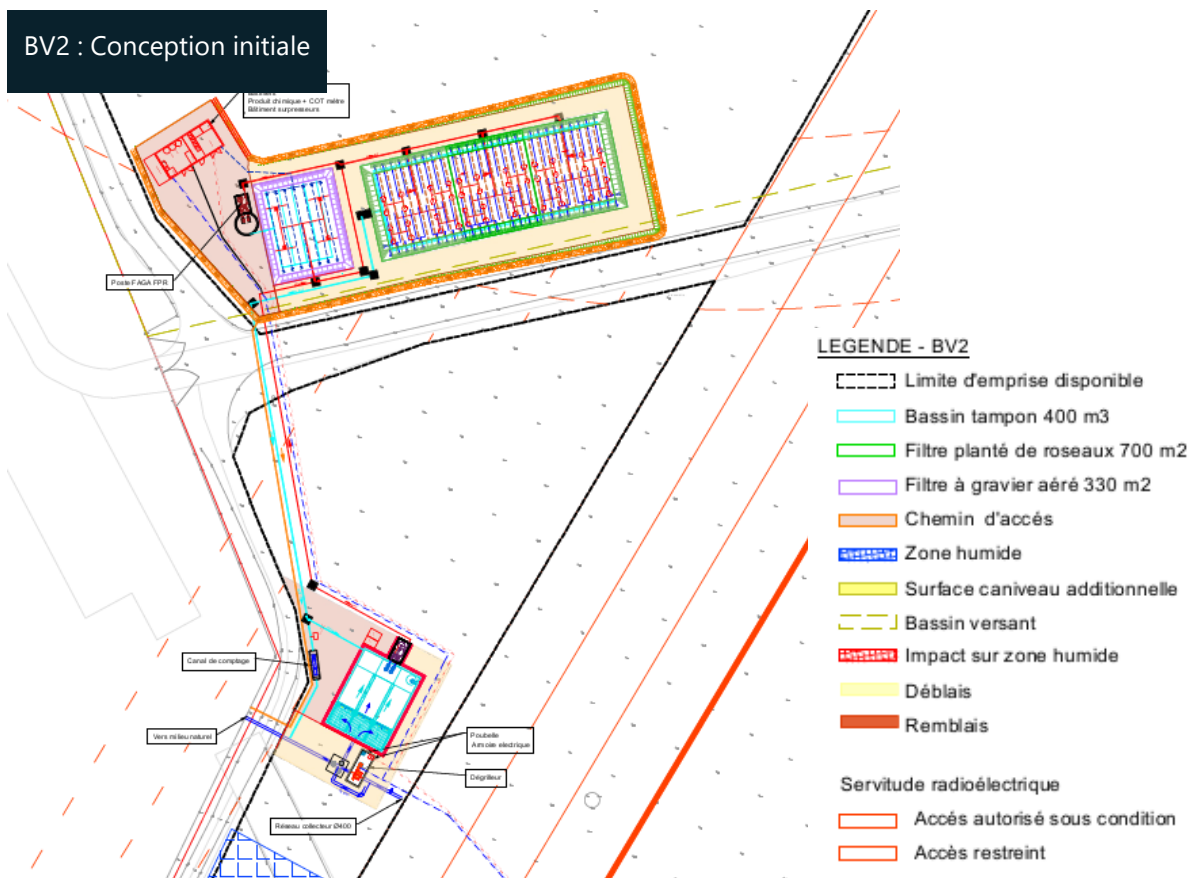 BV2 : Conception initiale
Produit chimique + COT mètre
Bâtiment surpresseurs
Poste FAGA FPR
Canal de comptage
Vers milieu naturel
Poubelle
Armoire electrique
Dégrilleur
Réseau collecteur Ø400
LEGENDE - BV2
Limite d'emprise disponible
Bassin tampon 400 m3
Filtre planté de roseaux 700 m2
Filtre à gravier aéré 330 m2
Chemin d'accés
Zone humide
Surface caniveau additionnelle
Bassin versant
Impact sur zone humide
Déblais
Remblais
Servitude radioélectrique
Accés autorisé sous condition
Accès restreint